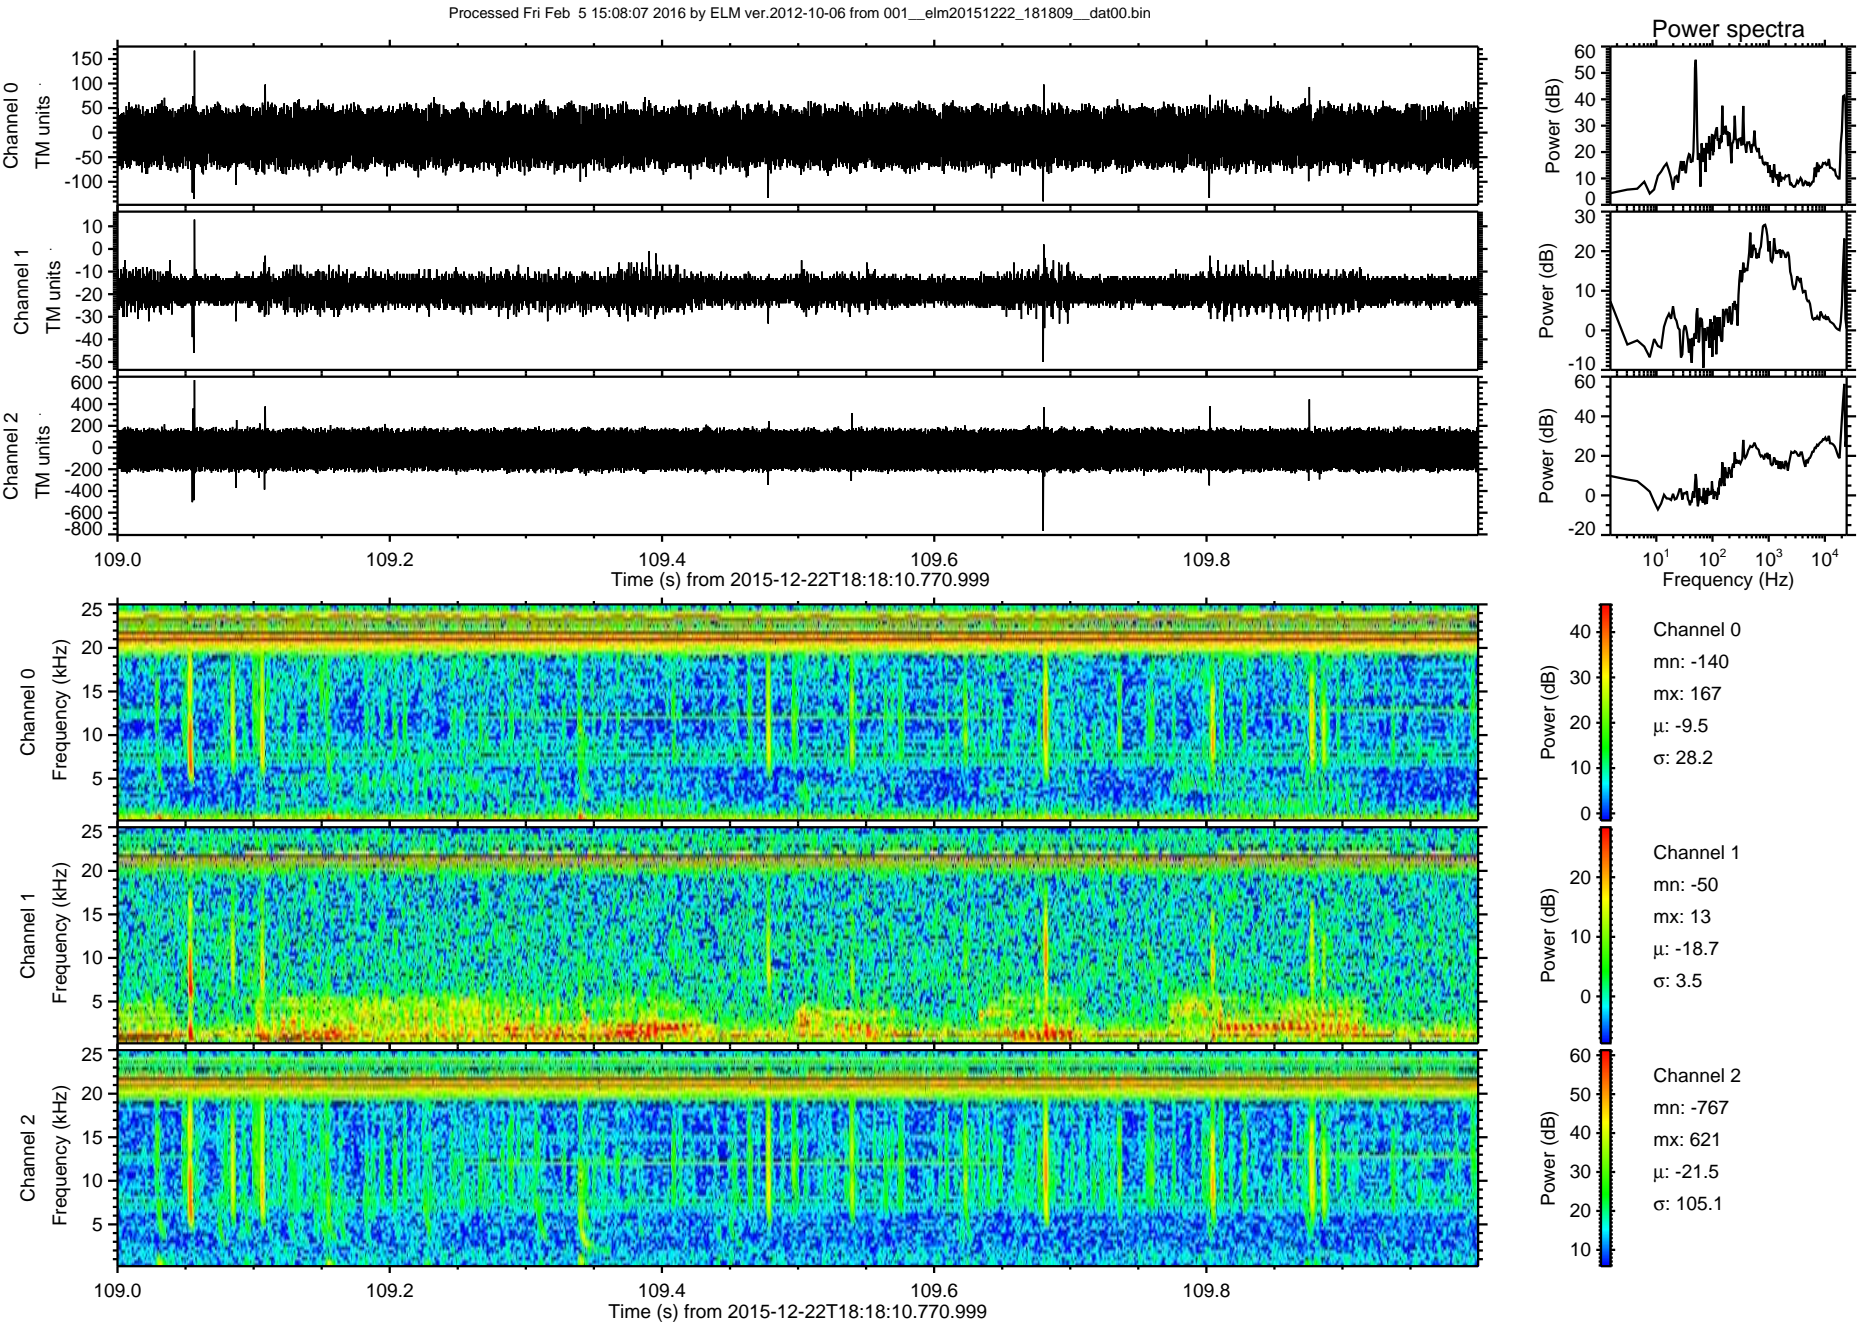 Processed Fri Feb  5 15:08:07 2016 by ELM ver.2012-10-06 from 001__elm20151222_181809__dat00.bin
Power spectra
Channel 0
TM units
150
100
50
0
-50
-100
Power (dB)
60
50
40
30
20
10
0
Channel 1
TM units
10
0
-10
-20
-30
-40
-50
Power (dB)
30
20
10
0
-10
Channel 2
TM units
600
400
200
0
-200
-400
-600
-800
Power (dB)
60
40
20
0
-20
109.0 109.2 109.4 109.6 109.8
Time (s) from 2015-12-22T18:18:10.770.999
10^1 10^2 10^3 10^4
Frequency (Hz)
Channel 0
Frequency (kHz)
25
20
15
10
5
Power (dB)
40
30
20
10
0
Channel 0
mn: -140
mx: 167
μ: -9.5
σ: 28.2
Channel 1
Frequency (kHz)
25
20
15
10
5
Power (dB)
20
10
0
Channel 1
mn: -50
mx: 13
μ: -18.7
σ: 3.5
Channel 2
Frequency (kHz)
25
20
15
10
5
Power (dB)
60
50
40
30
20
10
Channel 2
mn: -767
mx: 621
μ: -21.5
σ: 105.1
109.0 109.2 109.4 109.6 109.8
Time (s) from 2015-12-22T18:18:10.770.999